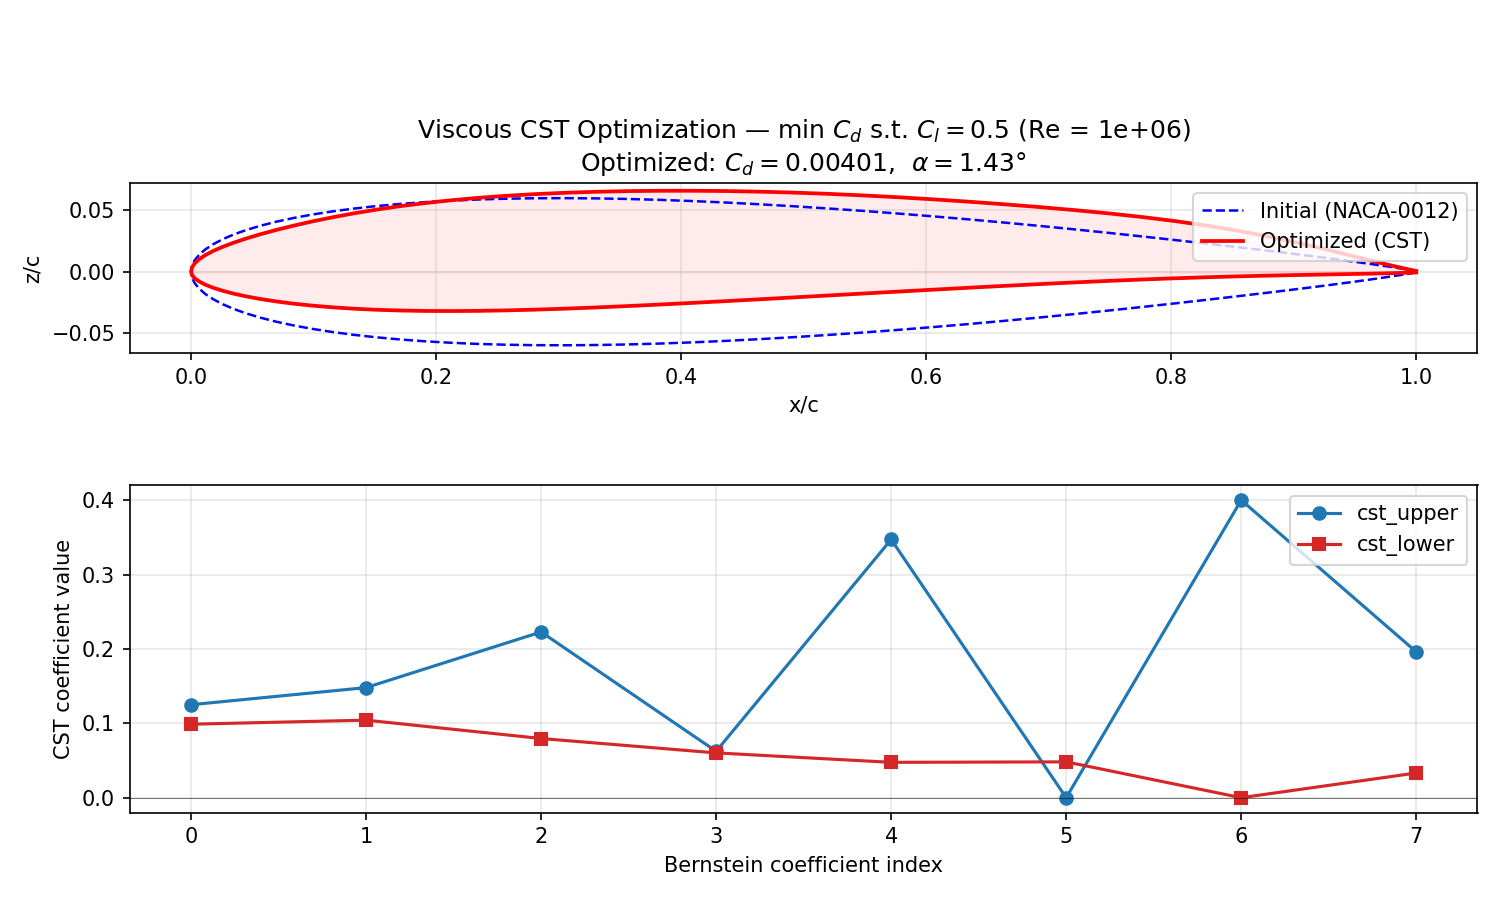 Viscous CST Optimization — min $C_d$ s.t. $C_l = 0.5$ (Re = 1e+06)
Optimized: $C_d = 0.00401$, $\alpha = 1.43°$
0.05
0.00
−0.05
z/c
Initial (NACA-0012)
Optimized (CST)
0.0 0.2 0.4 0.6 0.8 1.0
x/c
0.4
0.3
0.2
0.1
0.0
CST coefficient value
cst_upper
cst_lower
0 1 2 3 4 5 6 7
Bernstein coefficient index